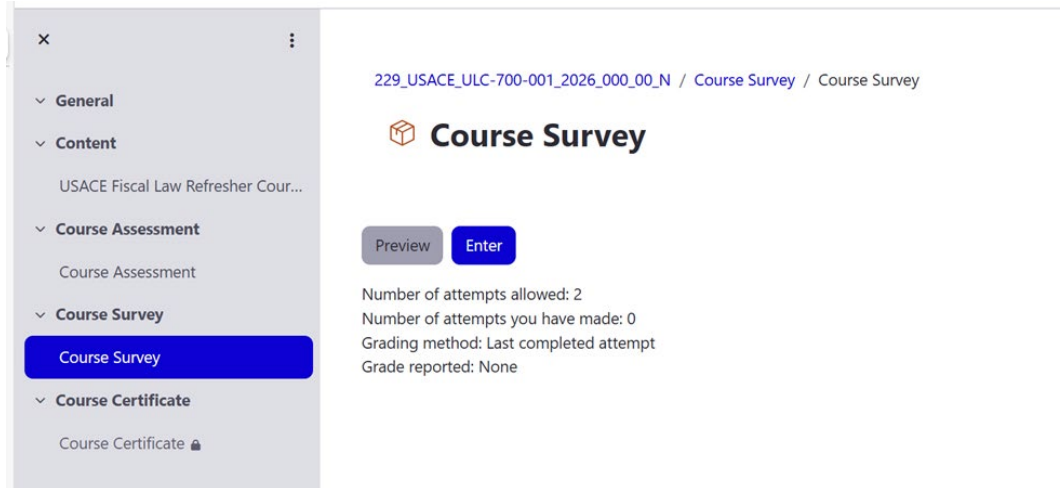 General
Content
USACE Fiscal Law Refresher Cour...
Course Assessment
Course Assessment
Course Survey
Course Survey
Course Certificate
Course Certificate
229_USACE_ULC-700-001_2026_000_00_N / Course Survey / Course Survey
Course Survey
Preview Enter
Number of attempts allowed: 2
Number of attempts you have made: 0
Grading method: Last completed attempt
Grade reported: None